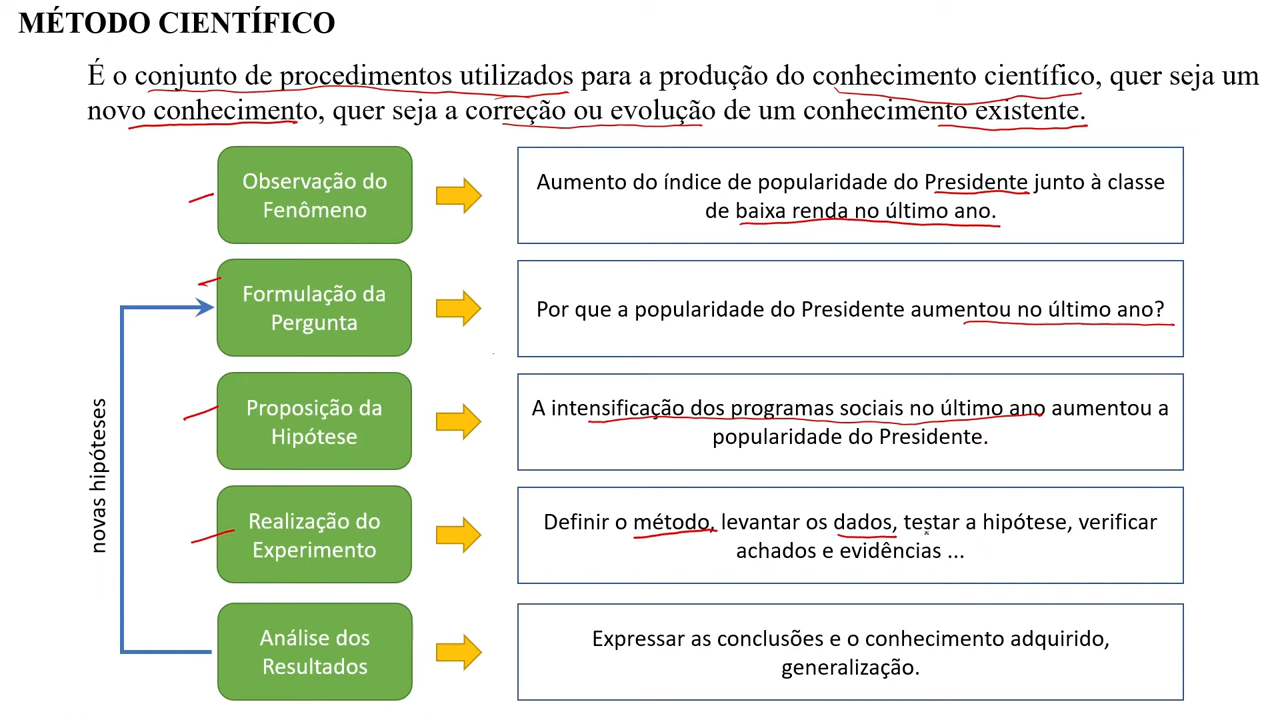 MÉTODO CIENTÍFICO
É o conjunto de procedimentos utilizados para a produção do conhecimento científico, quer seja um
novo conhecimento, quer seja a correção ou evolução de um conhecimento existente.
Observação do
Fenômeno
Aumento do índice de popularidade do Presidente junto à classe
de baixa renda no último ano.
Formulação da
Pergunta
Por que a popularidade do Presidente aumentou no último ano?
Proposição da
Hipótese
A intensificação dos programas sociais no último ano aumentou a
popularidade do Presidente.
Realização do
Experimento
Definir o método, levantar os dados, testar a hipótese, verificar
achados e evidências ...
Análise dos
Resultados
Expressar as conclusões e o conhecimento adquirido,
generalização.
novas hipóteses